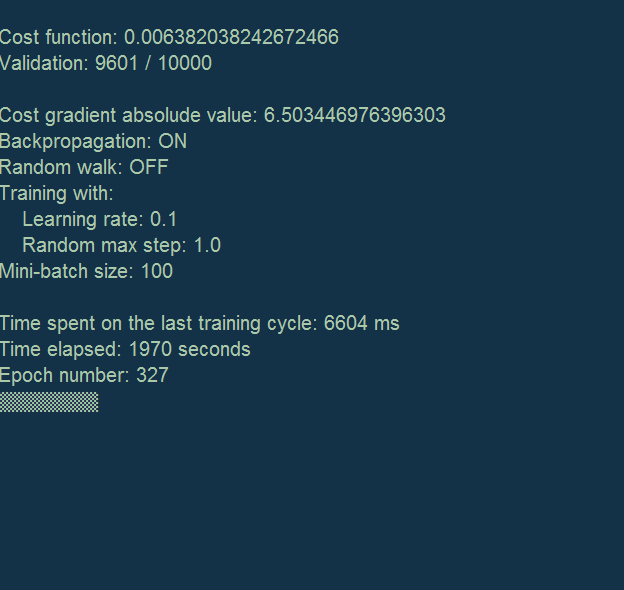 Cost function: 0.006382038242672466
Validation: 9601 / 10000
Cost gradient absolude value: 6.503446976396303
Backpropagation: ON
Random walk: OFF
Training with:
Learning rate: 0.1
Random max step: 1.0
Mini-batch size: 100
Time spent on the last training cycle: 6604 ms
Time elapsed: 1970 seconds
Epoch number: 327